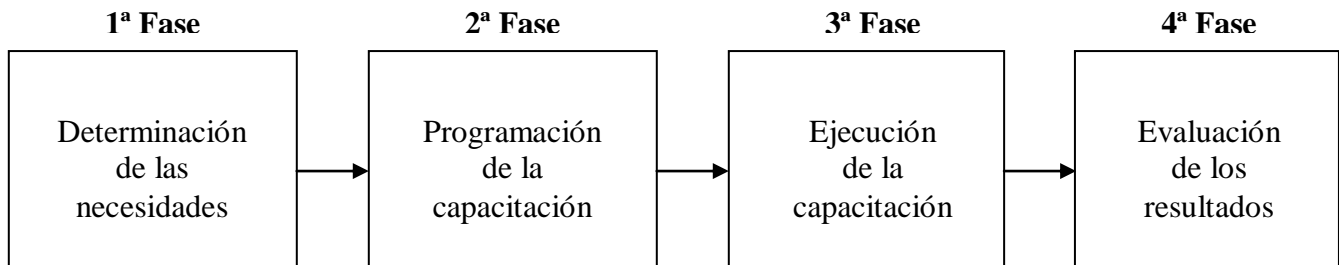 1ª Fase
2ª Fase
3ª Fase
4ª Fase
Determinación
de las
necesidades
Programación
de la
capacitación
Ejecución
de la
capacitación
Evaluación
de los
resultados